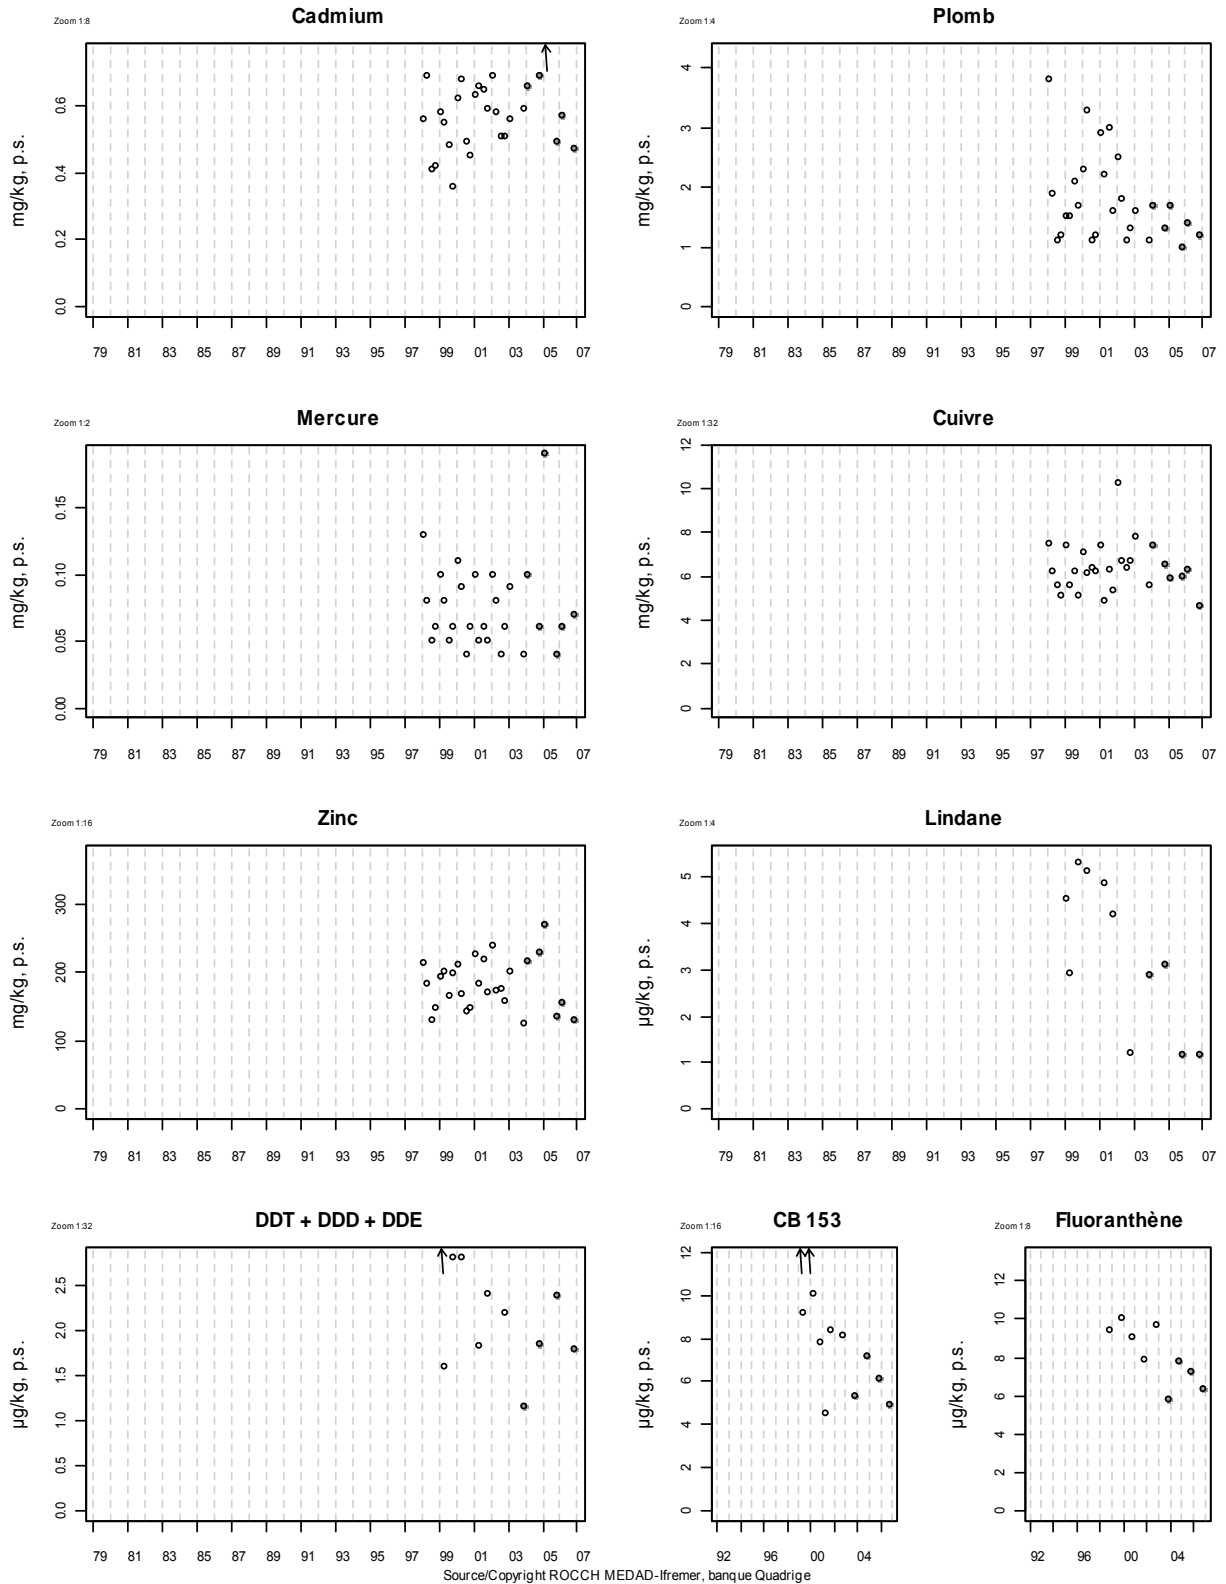 Zoom 1:8
Cadmium
mg/kg, p.s.
0.0 0.2 0.4 0.6
79 81 83 85 87 89 91 93 95 97 99 01 03 05 07
Zoom 1:4
Plomb
mg/kg, p.s.
0 1 2 3 4
79 81 83 85 87 89 91 93 95 97 99 01 03 05 07
Zoom 1:2
Mercure
mg/kg, p.s.
0.00 0.05 0.10 0.15
79 81 83 85 87 89 91 93 95 97 99 01 03 05 07
Zoom 1:32
Cuivre
mg/kg, p.s.
0 2 4 6 8 10 12
79 81 83 85 87 89 91 93 95 97 99 01 03 05 07
Zoom 1:16
Zinc
mg/kg, p.s.
0 100 200 300
79 81 83 85 87 89 91 93 95 97 99 01 03 05 07
Zoom 1:4
Lindane
µg/kg, p.s.
0 1 2 3 4 5
79 81 83 85 87 89 91 93 95 97 99 01 03 05 07
Zoom 1:32
DDT + DDD + DDE
µg/kg, p.s.
0.0 0.5 1.0 1.5 2.0 2.5
79 81 83 85 87 89 91 93 95 97 99 01 03 05 07
Zoom 1:16
CB 153
µg/kg, p.s.
0 2 4 6 8 10 12
92 96 00 04
Zoom 1:8
Fluoranthène
µg/kg, p.s.
0 2 4 6 8 10 12
92 96 00 04
Source/Copyright ROCCH MEDAD-Ifremer, banque Quadrige